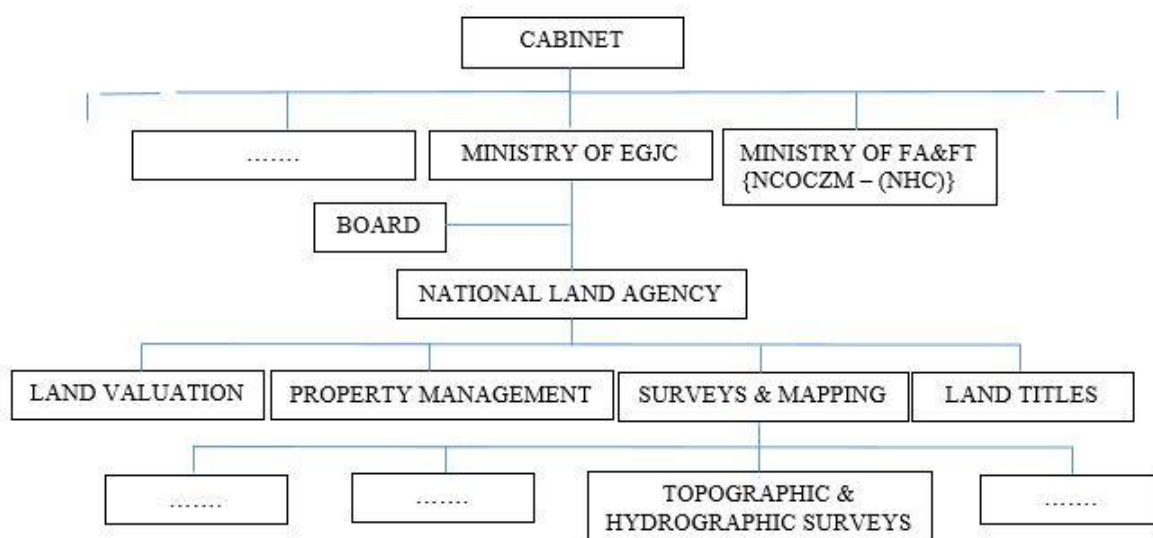 CABINET
.......
MINISTRY OF EGJC
MINISTRY OF FA&FT
{NCOCZM – (NHC)}
BOARD
NATIONAL LAND AGENCY
LAND VALUATION
PROPERTY MANAGEMENT
SURVEYS & MAPPING
LAND TITLES
.......
.......
TOPOGRAPHIC &
HYDROGRAPHIC SURVEYS
.......